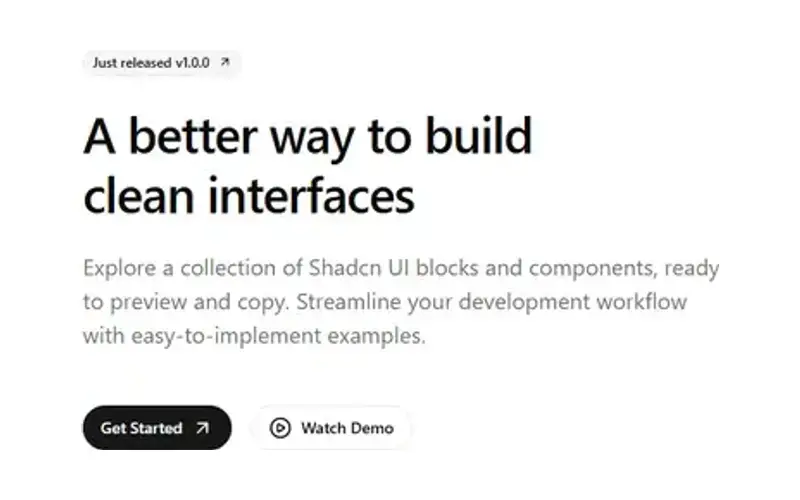 Just released v1.0.0
A better way to build
clean interfaces
Explore a collection of Shadcn UI blocks and components, ready
to preview and copy. Streamline your development workflow
with easy-to-implement examples.
Get Started
Watch Demo